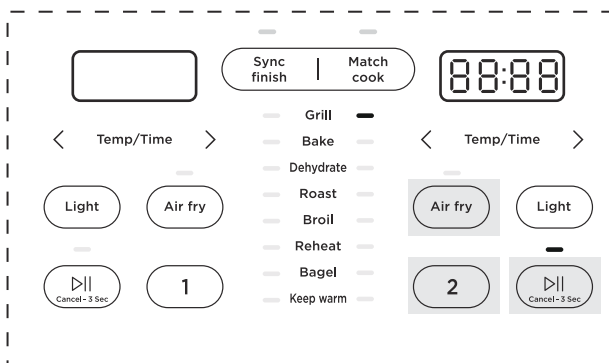 Sync finish
Match cook
88:88
Grill
Temp/Time
Bake
Temp/Time
Dehydrate
Roast
Light
Air fry
Broil
Air fry
Light
Reheat
Bagel
Cancel - 3 Sec
1
Keep warm
2
Cancel - 3 Sec